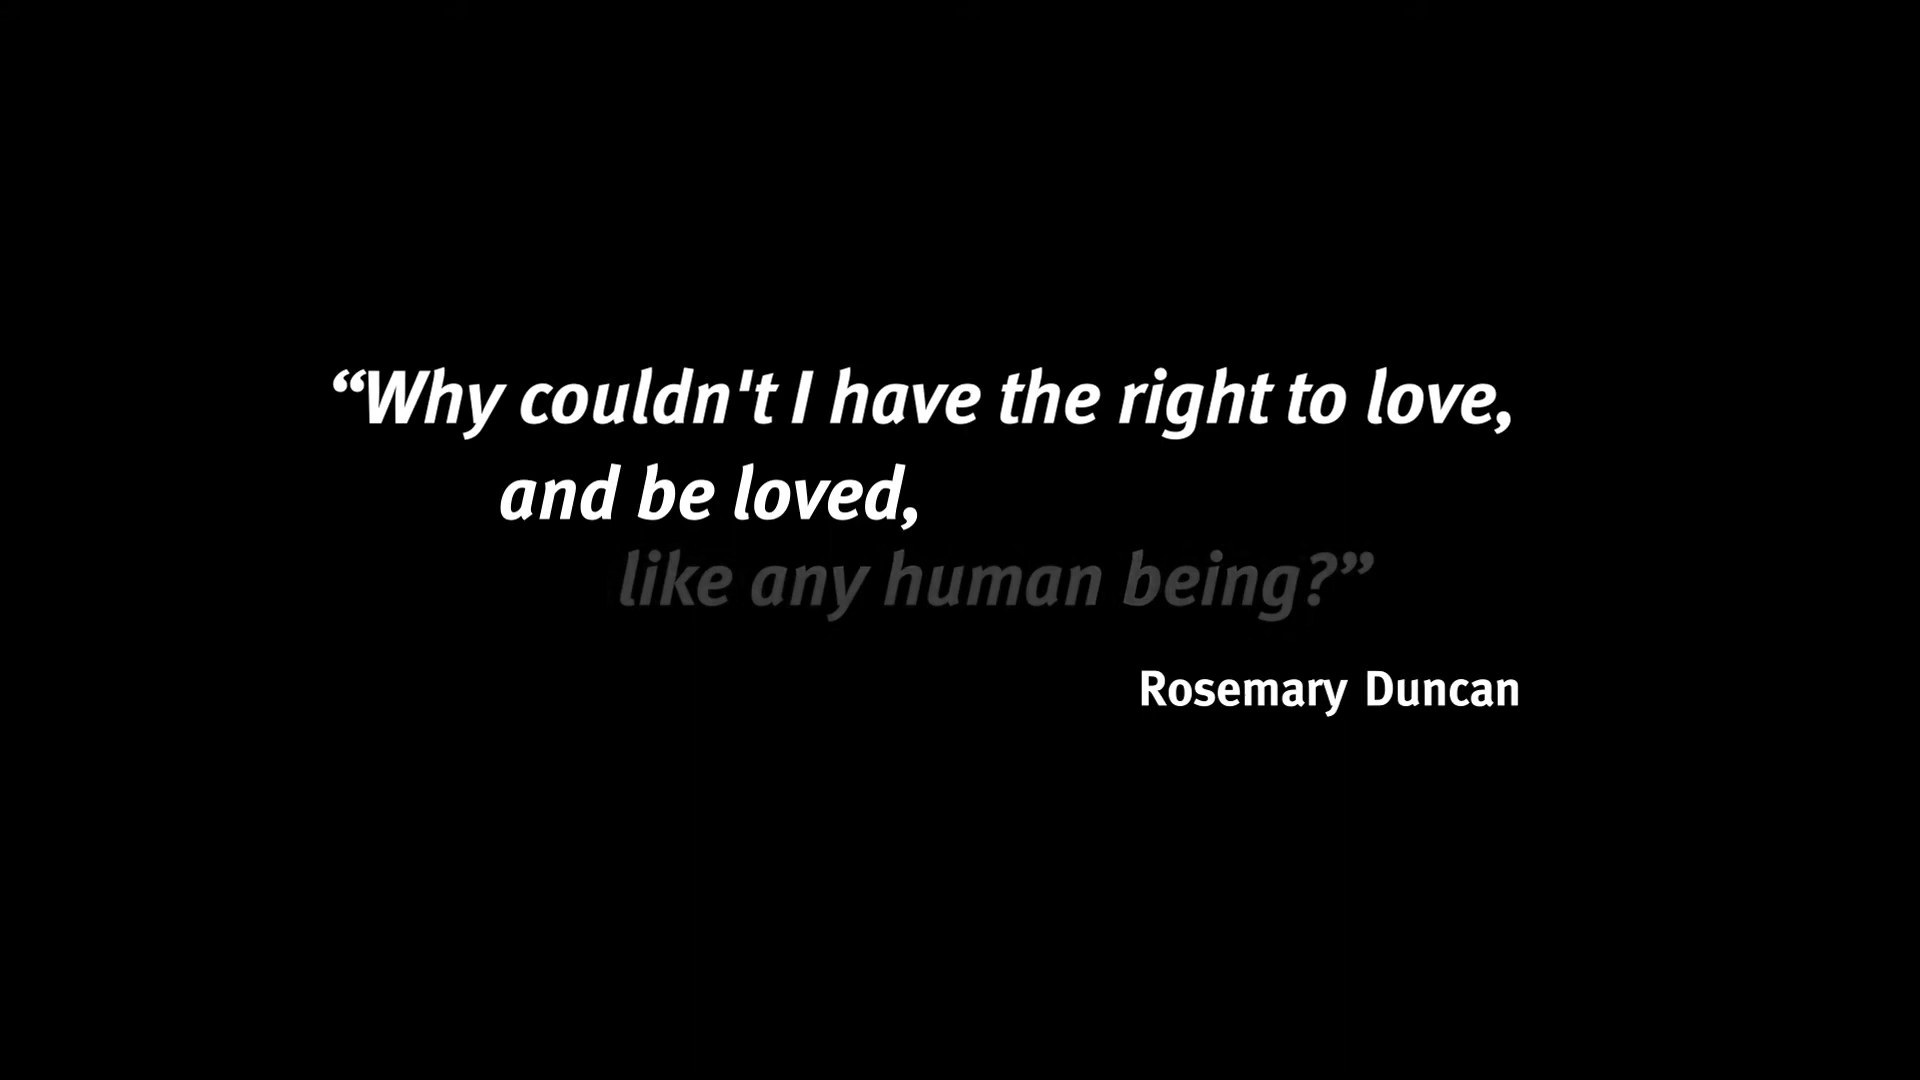 “Why couldn't I have the right to love,
and be loved,
like any human being?”
Rosemary Duncan